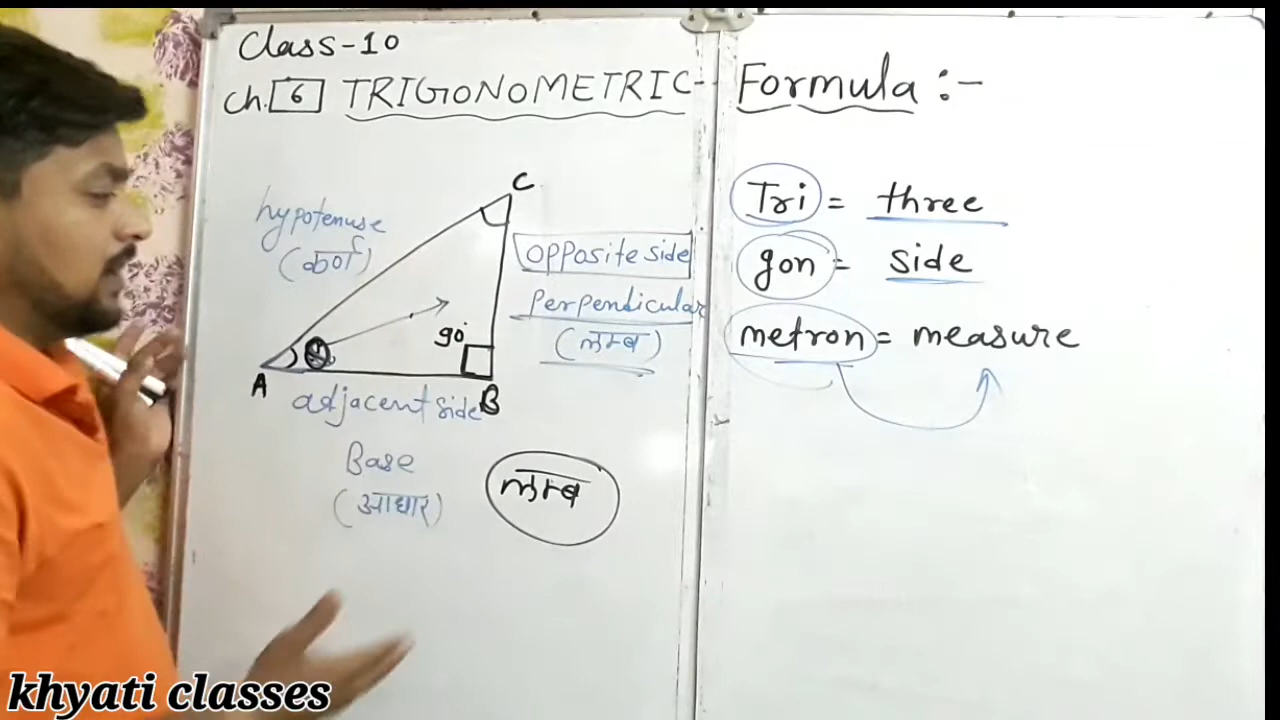 Class-10
Ch. 6 TRIGONOMETRIC- Formula :-
Tri = three
gon = side
metron = measure
C
hypotenuse
(कर्ण)
opposite side
Perpendicular
(लम्ब)
90°
A
B
adjacent side
Base
(आधार)
लम्ब
khyati classes